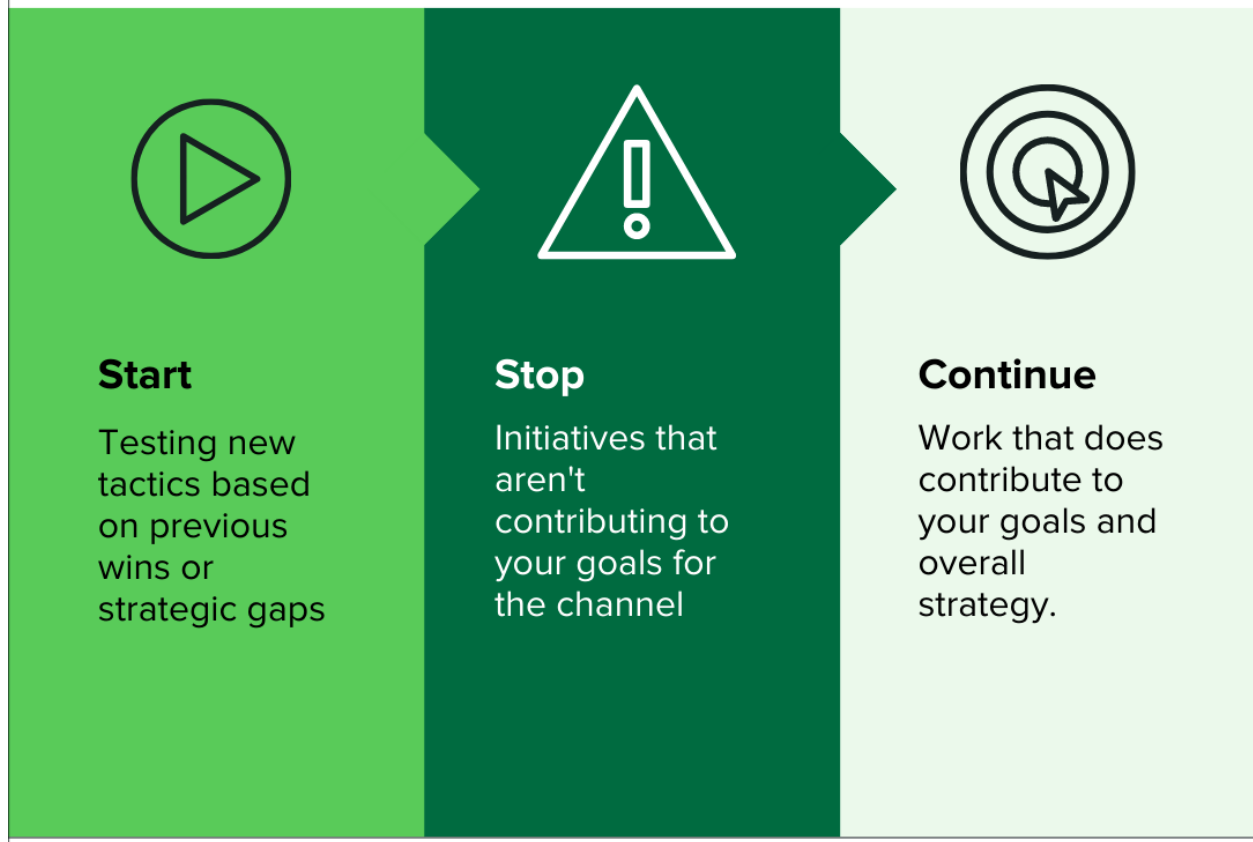 Start
Testing new
tactics based
on previous
wins or
strategic gaps
Stop
Initiatives that
aren't
contributing to
your goals for
the channel
Continue
Work that does
contribute to
your goals and
overall
strategy.